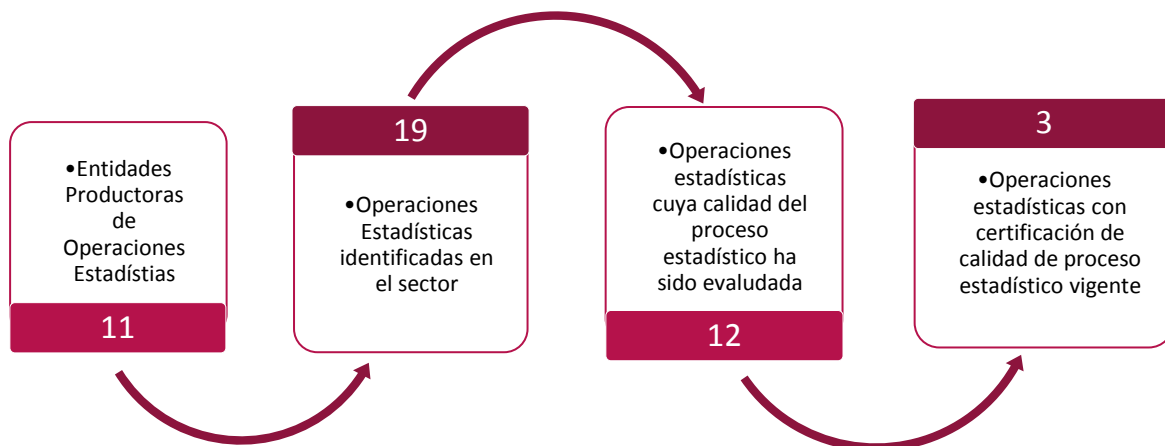 •Entidades
Productoras
de
Operaciones
Estadístias
11
19
•Operaciones
Estadísticas
identificadas en
el sector
•Operaciones
estadísticas
cuya calidad del
proceso
estadístico ha
sido evaludada
12
3
•Operaciones
estadísticas con
certificación de
calidad de proceso
estadístico vigente